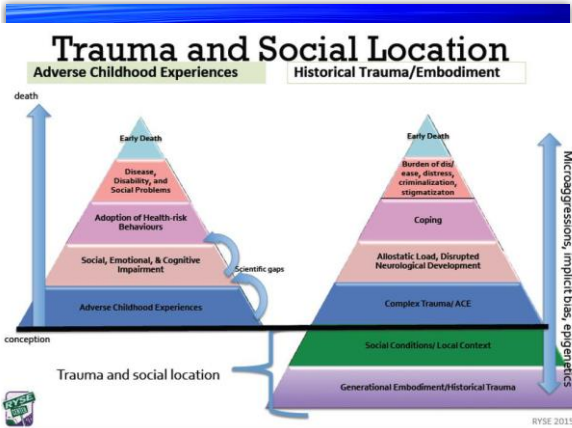 Trauma and Social Location
Adverse Childhood Experiences
Historical Trauma/Embodiment
death
Early Death
Disease,
Disability, and
Social Problems
Adoption of Health-risk
Behaviours
Social, Emotional, & Cognitive
Impairment
Scientific gaps
Adverse Childhood Experiences
conception
Trauma and social location
Early Death
Burden of dis/
ease, distress,
criminalization,
stigmatizaton
Coping
Allostatic Load, Disrupted
Neurological Development
Complex Trauma/ ACE
Social Conditions/ Local Context
Generational Embodiment/Historical Trauma
Microaggressions, implicit bias, epigenetics
RYSE
CENTER
RYSE 2015